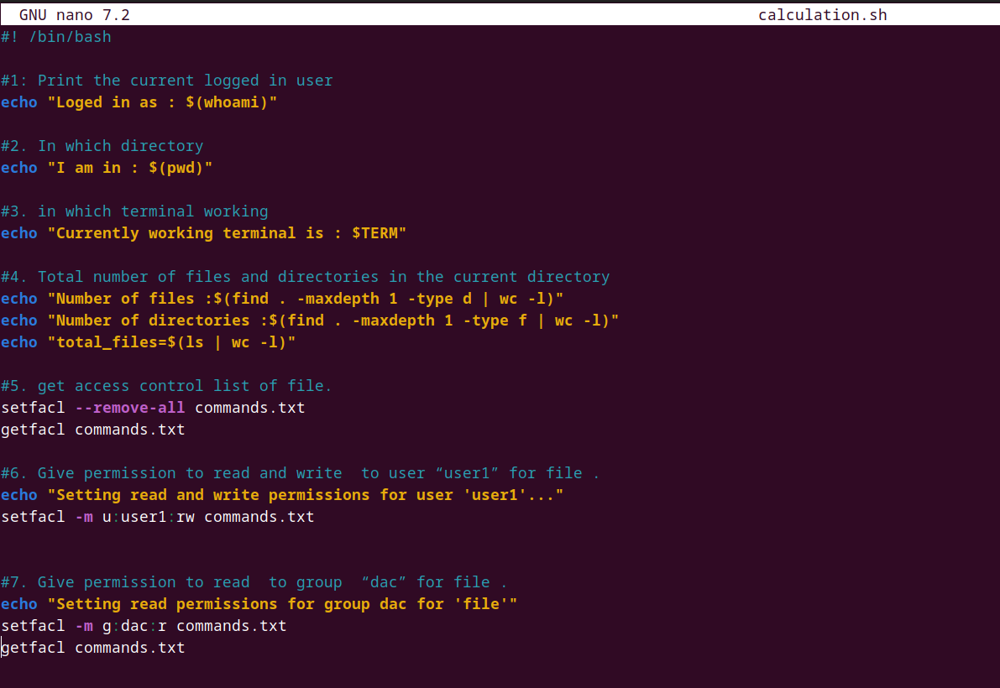 GNU nano 7.2 calculation.sh
#! /bin/bash
#1: Print the current logged in user
echo "Loged in as : $(whoami)"
#2. In which directory
echo "I am in : $(pwd)"
#3. in which terminal working
echo "Currently working terminal is : $TERM"
#4. Total number of files and directories in the current directory
echo "Number of files :$(find . -maxdepth 1 -type d | wc -l)"
echo "Number of directories :$(find . -maxdepth 1 -type f | wc -l)"
echo "total_files=$(ls | wc -l)"
#5. get access control list of file.
setfacl --remove-all commands.txt
getfacl commands.txt
#6. Give permission to read and write  to user “user1” for file .
echo "Setting read and write permissions for user 'user1'..."
setfacl -m u:user1:rw commands.txt
#7. Give permission to read  to group  “dac” for file .
echo "Setting read permissions for group dac for 'file'"
setfacl -m g:dac:r commands.txt
getfacl commands.txt